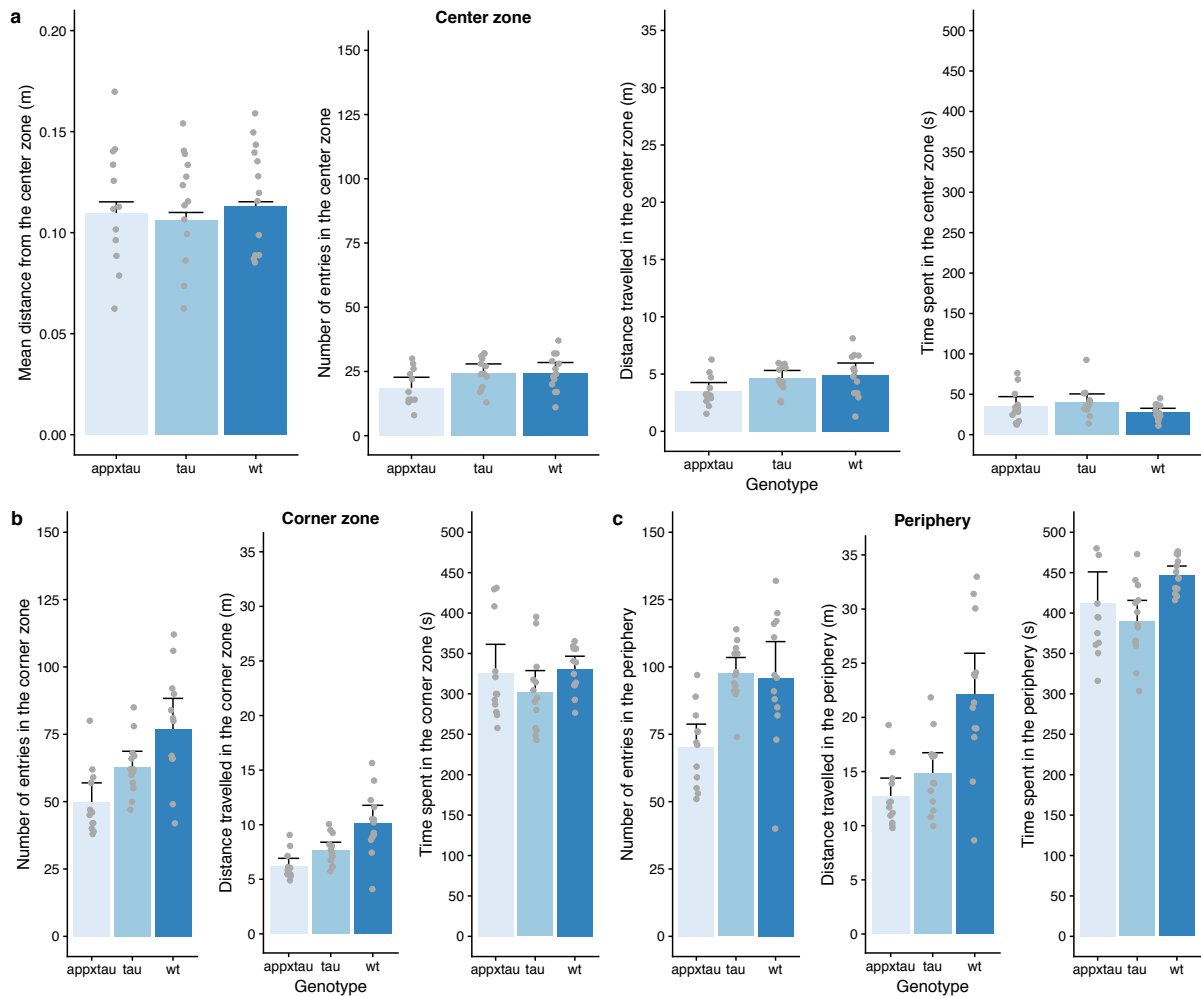 a
Center zone
Mean distance from the center zone (m)
0.20
0.15
0.10
0.05
0.00
appxtau tau wt
Number of entries in the center zone
150
125
100
75
50
25
0
appxtau tau wt
Distance travelled in the center zone (m)
35
30
25
20
15
10
5
0
appxtau tau wt
Time spent in the center zone (s)
500
450
400
350
300
250
200
150
100
50
0
appxtau tau wt
Genotype
b
Corner zone
Number of entries in the corner zone
150
125
100
75
50
25
0
appxtau tau wt
Distance travelled in the corner zone (m)
35
30
25
20
15
10
5
0
appxtau tau wt
Time spent in the corner zone (s)
500
450
400
350
300
250
200
150
100
50
0
appxtau tau wt
Genotype
c
Periphery
Number of entries in the periphery
150
125
100
75
50
25
0
appxtau tau wt
Distance travelled in the periphery (m)
35
30
25
20
15
10
5
0
appxtau tau wt
Time spent in the periphery (s)
500
450
400
350
300
250
200
150
100
50
0
appxtau tau wt
Genotype